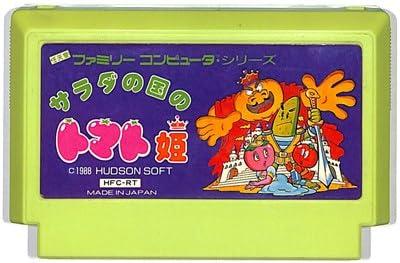 ファミリー コンピュータ・シリーズ
サラダの国の
トマト姫
©1988 HUDSON SOFT
HFC-RT
MADE IN JAPAN